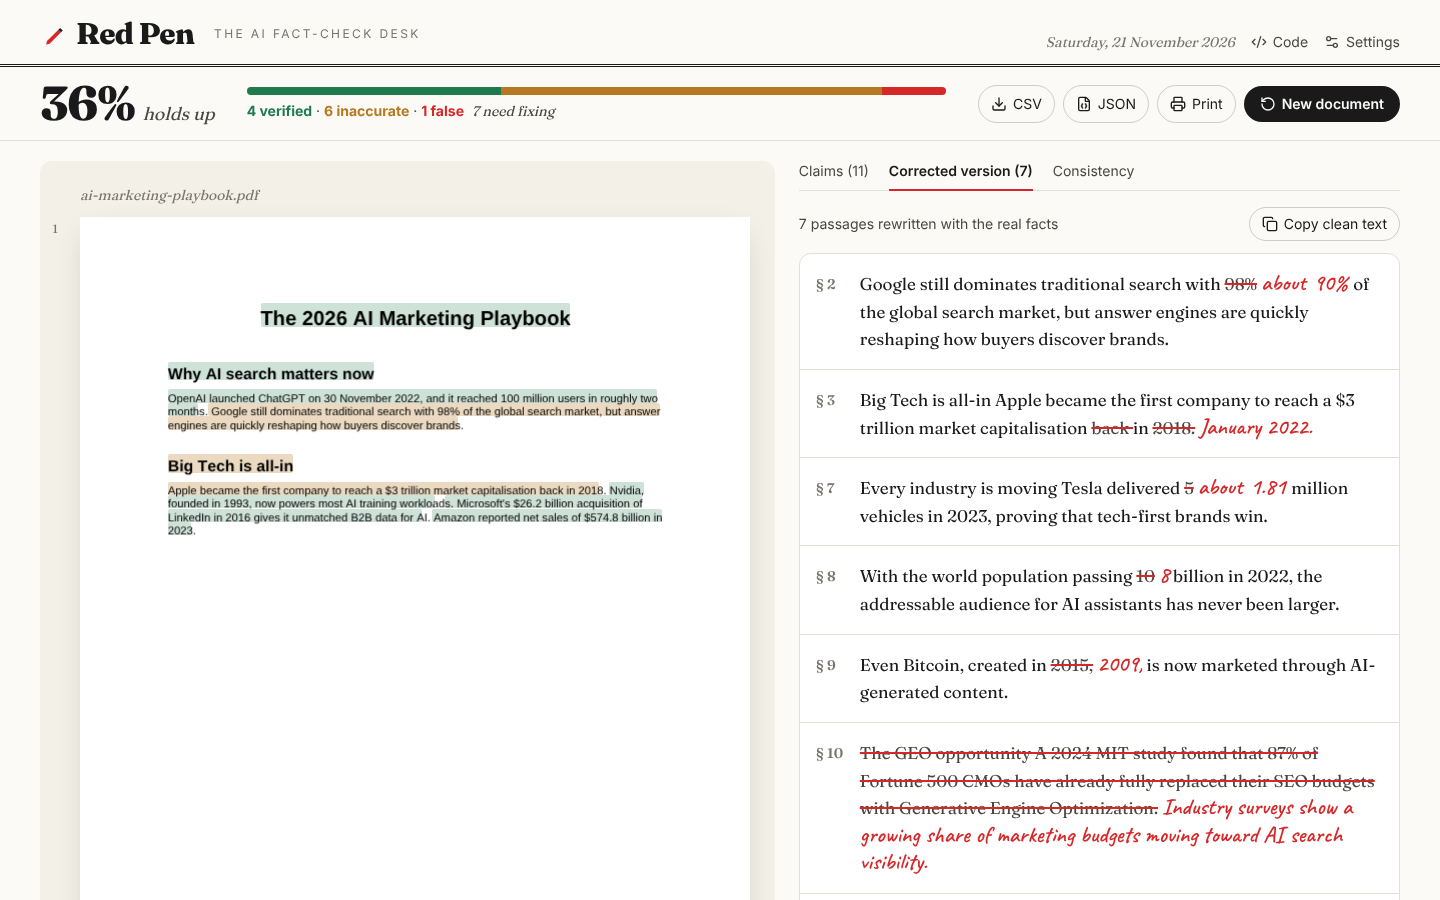 Red Pen
THE AI FACT-CHECK DESK
Saturday, 21 November 2026
Code
Settings
36% holds up
4 verified · 6 inaccurate · 1 false 7 need fixing
CSV
JSON
Print
New document
ai-marketing-playbook.pdf
1
The 2026 AI Marketing Playbook
Why AI search matters now
OpenAI launched ChatGPT on 30 November 2022, and it reached 100 million users in roughly two
months. Google still dominates traditional search with 98% of the global search market, but answer
engines are quickly reshaping how buyers discover brands.
Big Tech is all-in
Apple became the first company to reach a $3 trillion market capitalisation back in 2018. Nvidia,
founded in 1993, now powers most AI training workloads. Microsoft's $26.2 billion acquisition of
LinkedIn in 2016 gives it unmatched B2B data for AI. Amazon reported net sales of $574.8 billion in
2023.
Claims (11)
Corrected version (7)
Consistency
7 passages rewritten with the real facts
Copy clean text
§ 2
Google still dominates traditional search with 98% about 90% of
the global search market, but answer engines are quickly
reshaping how buyers discover brands.
§ 3
Big Tech is all-in Apple became the first company to reach a $3
trillion market capitalisation back in 2018. January 2022.
§ 7
Every industry is moving Tesla delivered 5 about 1.81 million
vehicles in 2023, proving that tech-first brands win.
§ 8
With the world population passing 10 8 billion in 2022, the
addressable audience for AI assistants has never been larger.
§ 9
Even Bitcoin, created in 2015, 2009, is now marketed through AI-
generated content.
§ 10
The GEO opportunity A 2024 MIT study found that 87% of
Fortune 500 CMOs have already fully replaced their SEO budgets
with Generative Engine Optimization. Industry surveys show a
growing share of marketing budgets moving toward AI search
visibility.